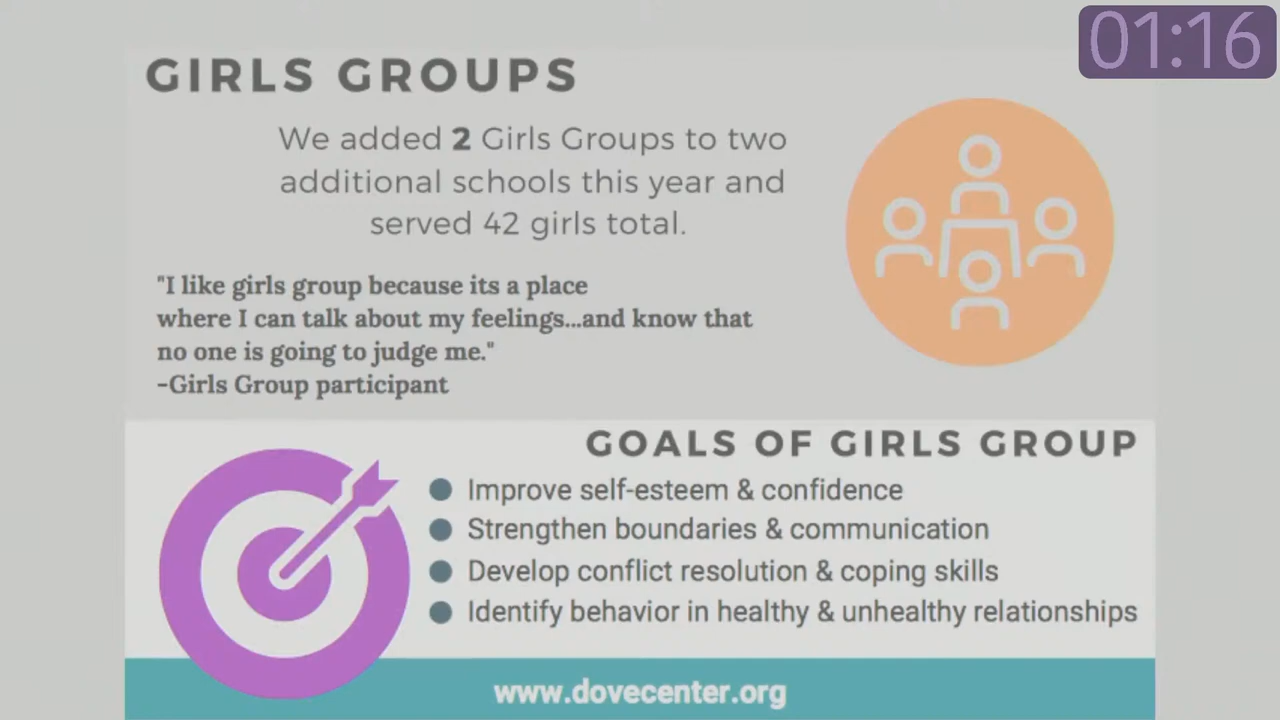 01:16
GIRLS GROUPS
We added 2 Girls Groups to two
additional schools this year and
served 42 girls total.
"I like girls group because its a place
where I can talk about my feelings...and know that
no one is going to judge me."
-Girls Group participant
GOALS OF GIRLS GROUP
Improve self-esteem & confidence
Strengthen boundaries & communication
Develop conflict resolution & coping skills
Identify behavior in healthy & unhealthy relationships
www.dovecenter.org